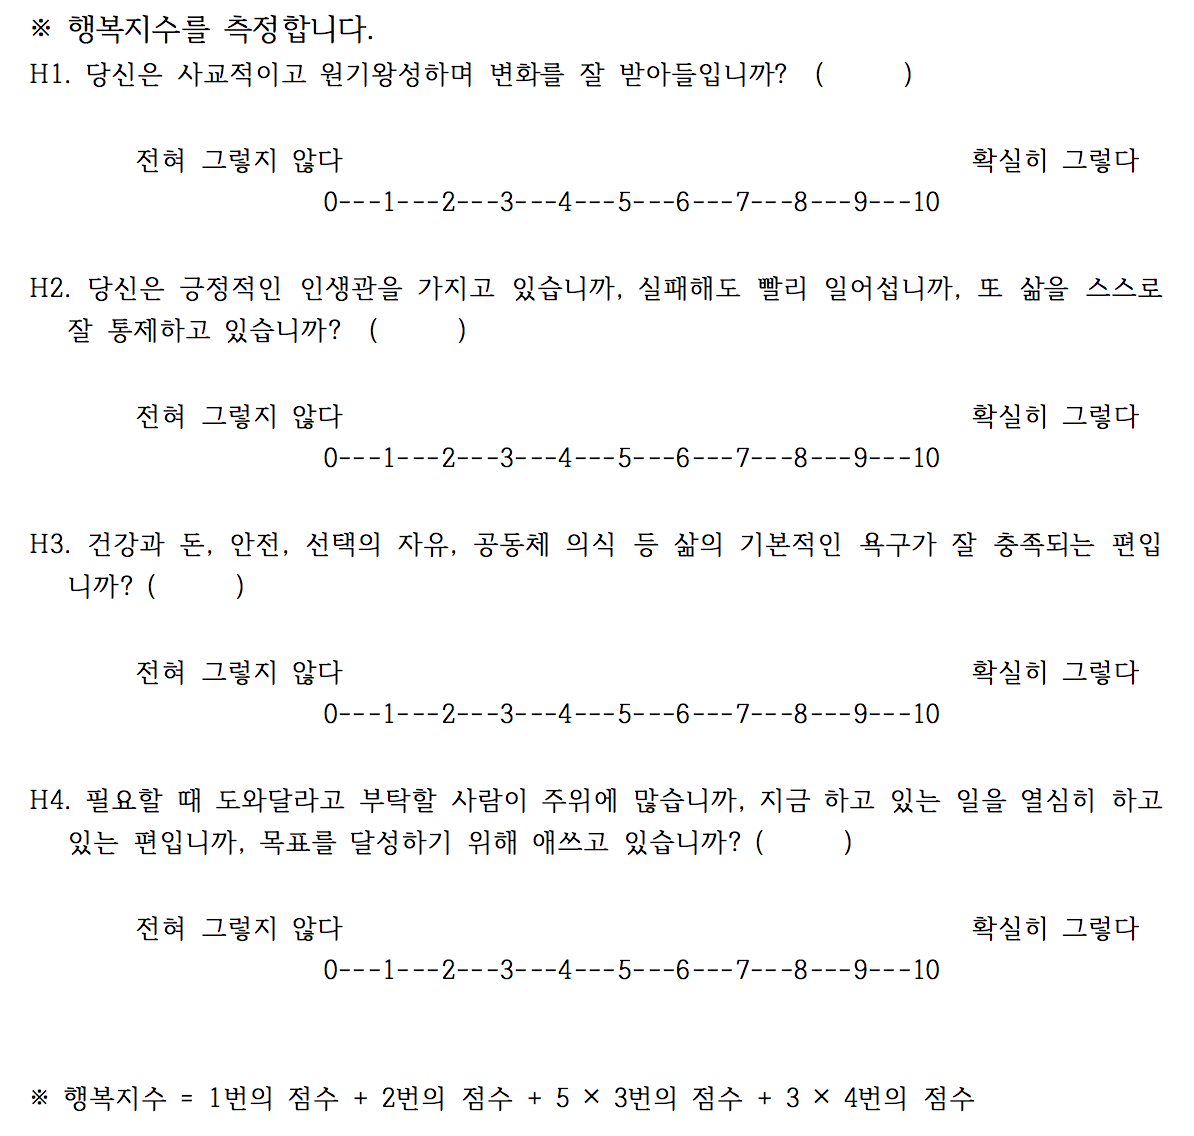 ※ 행복지수를 측정합니다.
H1. 당신은 사교적이고 원기왕성하며 변화를 잘 받아들입니까? (      )
전혀 그렇지 않다 확실히 그렇다
0---1---2---3---4---5---6---7---8---9---10
H2. 당신은 긍정적인 인생관을 가지고 있습니까, 실패해도 빨리 일어섭니까, 또 삶을 스스로
잘 통제하고 있습니까? (      )
전혀 그렇지 않다 확실히 그렇다
0---1---2---3---4---5---6---7---8---9---10
H3. 건강과 돈, 안전, 선택의 자유, 공동체 의식 등 삶의 기본적인 욕구가 잘 충족되는 편입
니까? (      )
전혀 그렇지 않다 확실히 그렇다
0---1---2---3---4---5---6---7---8---9---10
H4. 필요할 때 도와달라고 부탁할 사람이 주위에 많습니까, 지금 하고 있는 일을 열심히 하고
있는 편입니까, 목표를 달성하기 위해 애쓰고 있습니까? (      )
전혀 그렇지 않다 확실히 그렇다
0---1---2---3---4---5---6---7---8---9---10
※ 행복지수 = 1번의 점수 + 2번의 점수 + 5 × 3번의 점수 + 3 × 4번의 점수